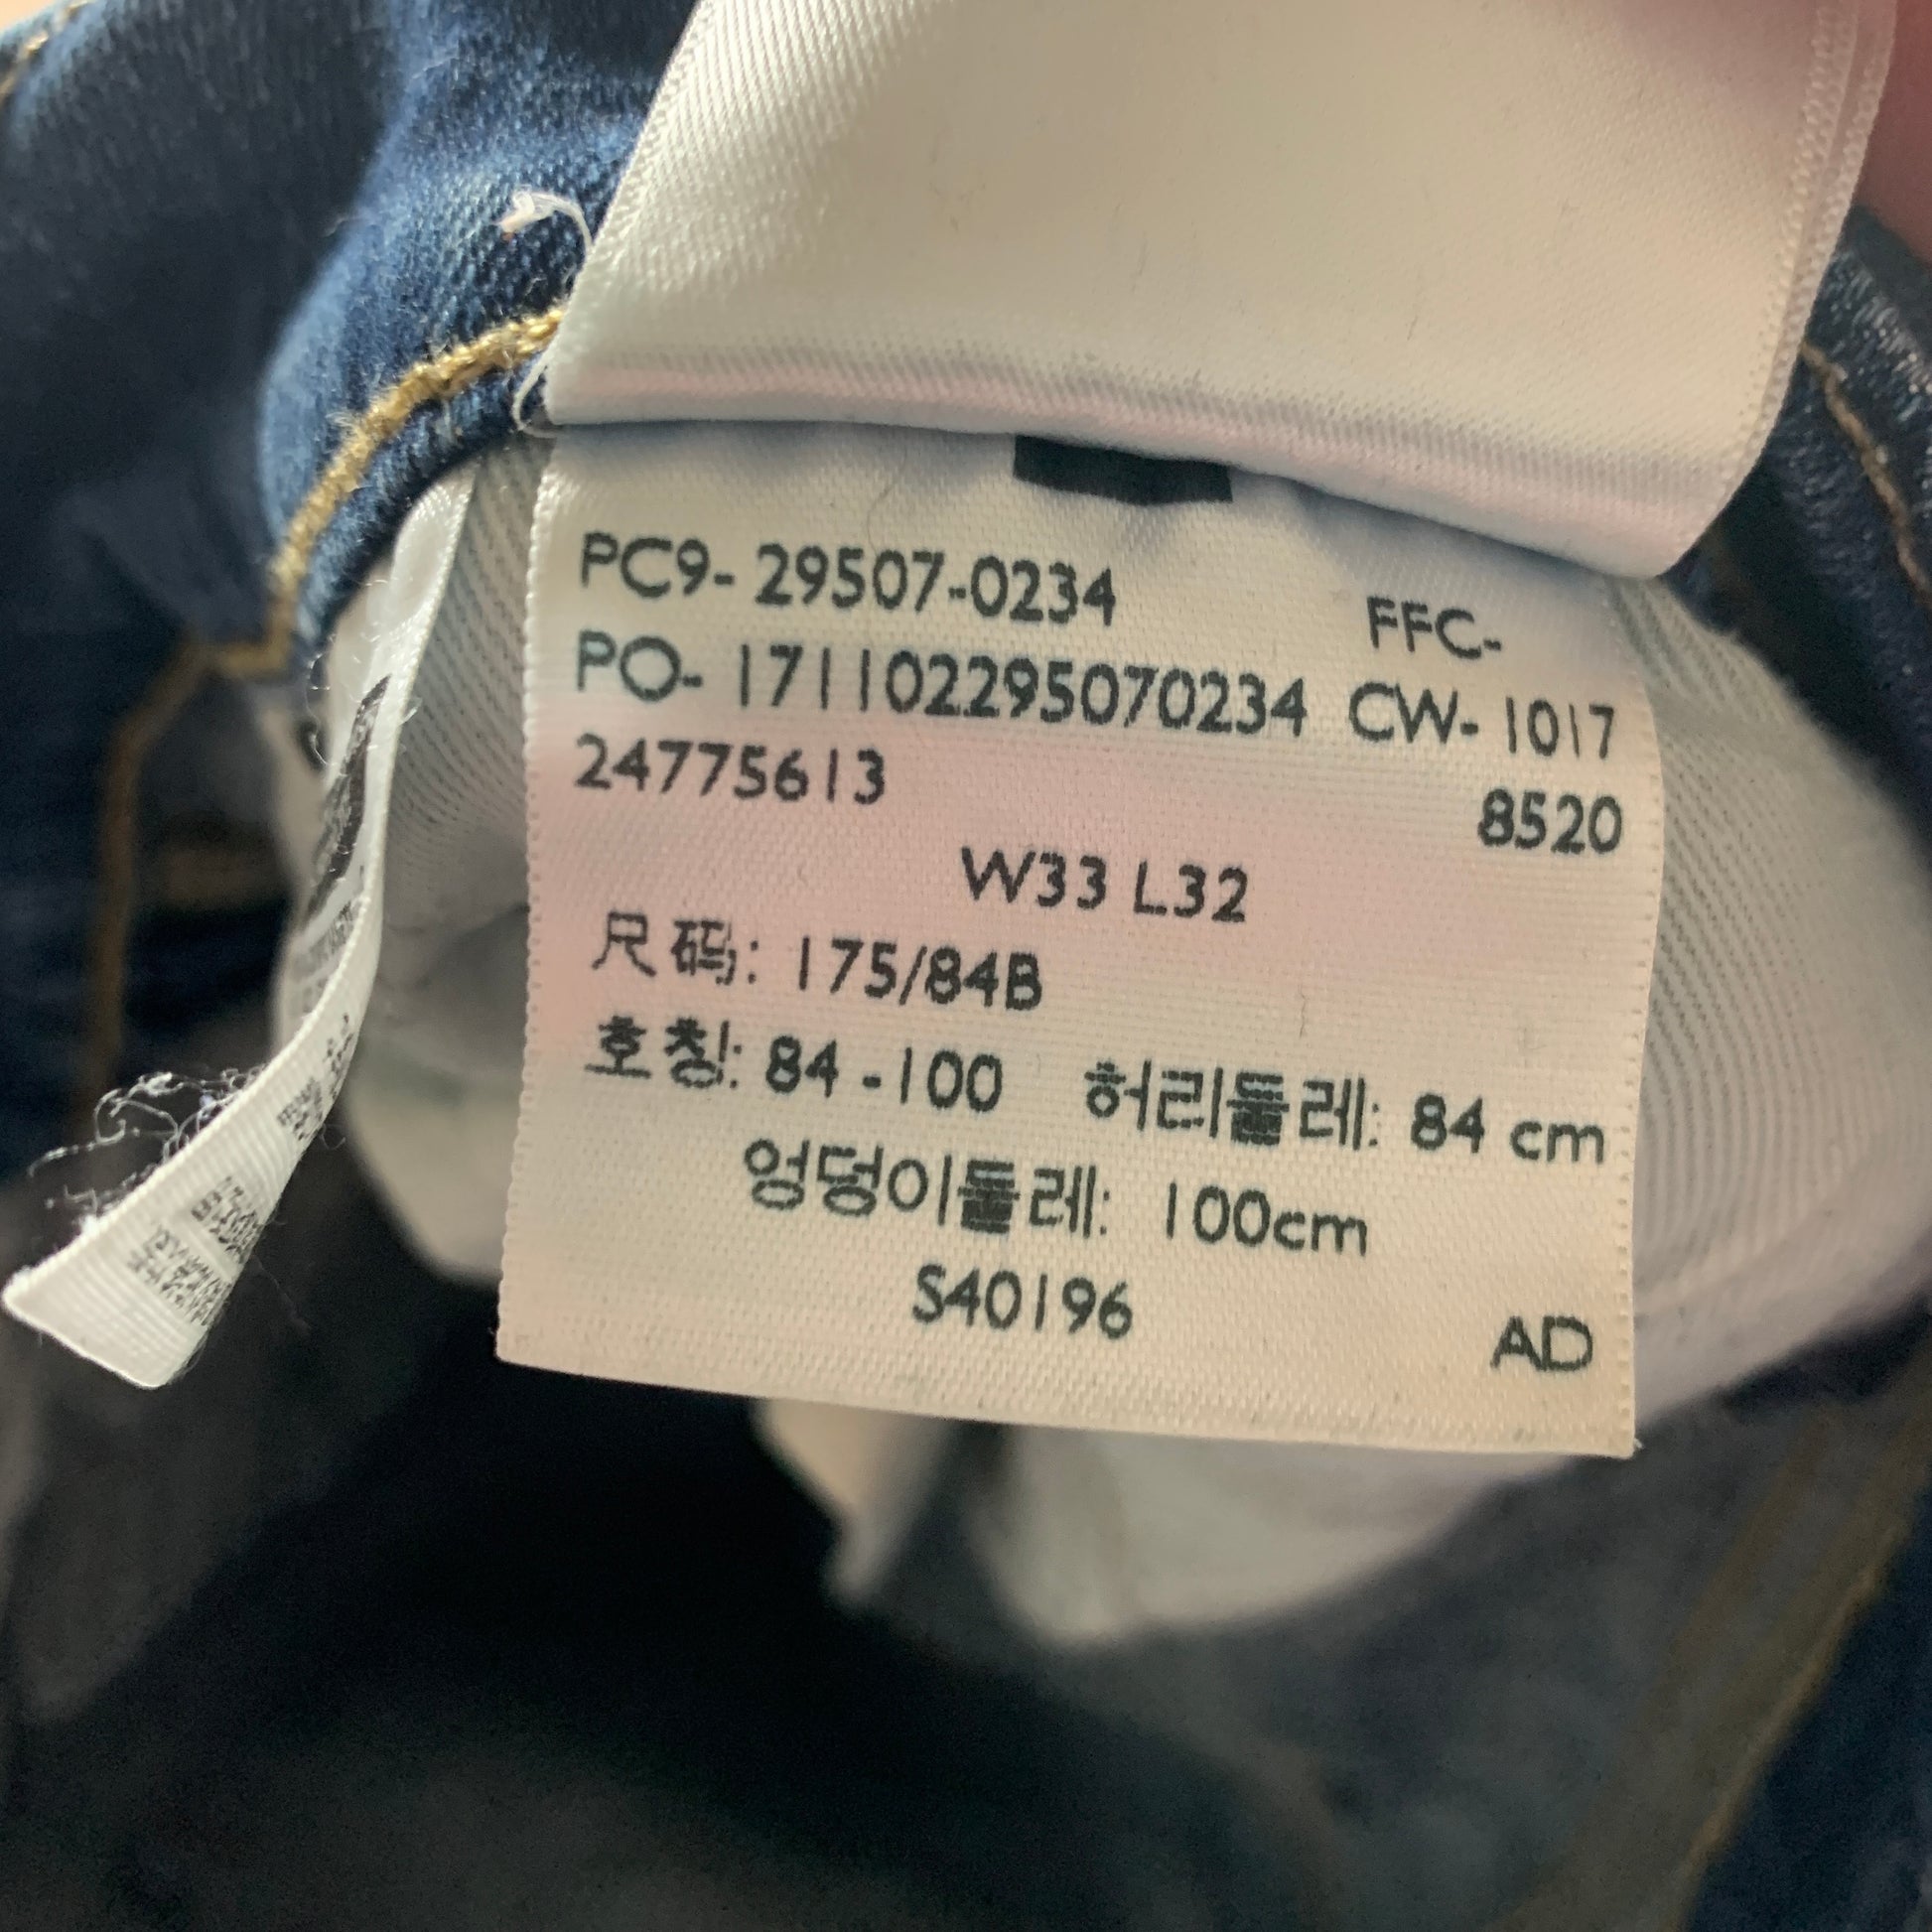 PC9- 29507-0234 FFC-
PO- 171102295070234 CW- 1017
24775613 8520
W33 L32
尺码: 175/84B
호칭: 84 -100 허리둘레: 84 cm
엉덩이둘레: 100cm
S40196 AD